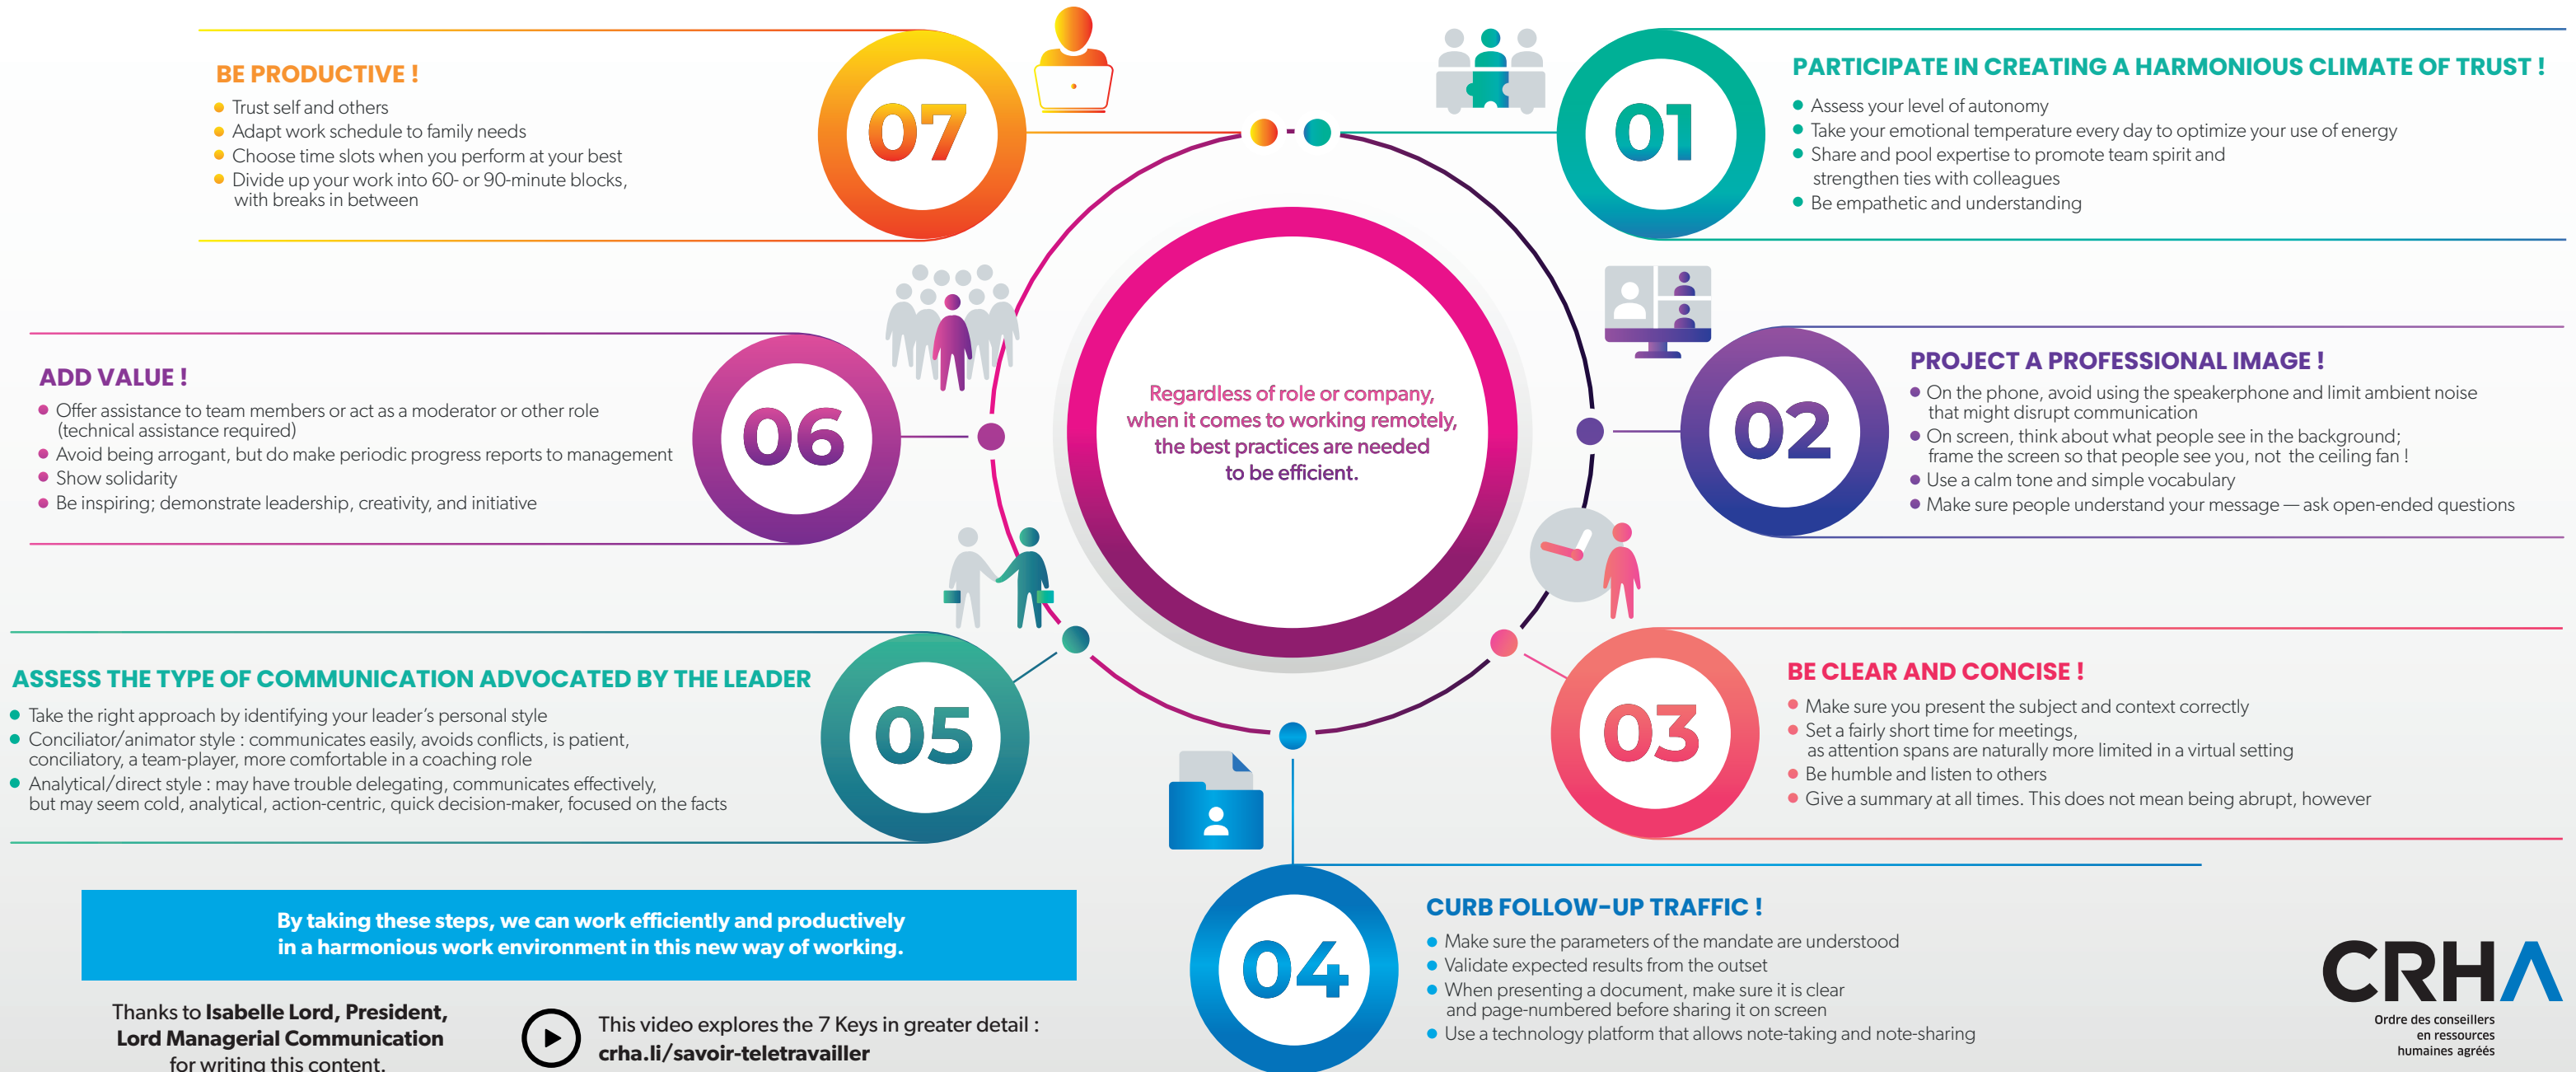 01
PARTICIPATE IN CREATING A HARMONIOUS CLIMATE OF TRUST !
Assess your level of autonomy
Take your emotional temperature every day to optimize your use of energy
Share and pool expertise to promote team spirit and
strengthen ties with colleagues
Be empathetic and understanding
02
PROJECT A PROFESSIONAL IMAGE !
On the phone, avoid using the speakerphone and limit ambient noise
that might disrupt communication
On screen, think about what people see in the background;
frame the screen so that people see you, not the ceiling fan !
Use a calm tone and simple vocabulary
Make sure people understand your message — ask open-ended questions
03
BE CLEAR AND CONCISE !
Make sure you present the subject and context correctly
Set a fairly short time for meetings,
as attention spans are naturally more limited in a virtual setting
Be humble and listen to others
Give a summary at all times. This does not mean being abrupt, however
04
CURB FOLLOW-UP TRAFFIC !
Make sure the parameters of the mandate are understood
Validate expected results from the outset
When presenting a document, make sure it is clear
and page-numbered before sharing it on screen
Use a technology platform that allows note-taking and note-sharing
05
ASSESS THE TYPE OF COMMUNICATION ADVOCATED BY THE LEADER
Take the right approach by identifying your leader's personal style
Conciliator/animator style : communicates easily, avoids conflicts, is patient,
conciliatory, a team-player, more comfortable in a coaching role
Analytical/direct style : may have trouble delegating, communicates effectively,
but may seem cold, analytical, action-centric, quick decision-maker, focused on the facts
06
ADD VALUE !
Offer assistance to team members or act as a moderator or other role
(technical assistance required)
Avoid being arrogant, but do make periodic progress reports to management
Show solidarity
Be inspiring; demonstrate leadership, creativity, and initiative
07
BE PRODUCTIVE !
Trust self and others
Adapt work schedule to family needs
Choose time slots when you perform at your best
Divide up your work into 60- or 90-minute blocks,
with breaks in between
Regardless of role or company,
when it comes to working remotely,
the best practices are needed
to be efficient.
By taking these steps, we can work efficiently and productively
in a harmonious work environment in this new way of working.
Thanks to Isabelle Lord, President,
Lord Managerial Communication
for writing this content.
This video explores the 7 Keys in greater detail :
crha.li/savoir-teletravailler
CRHA
Ordre des conseillers
en ressources
humaines agréés